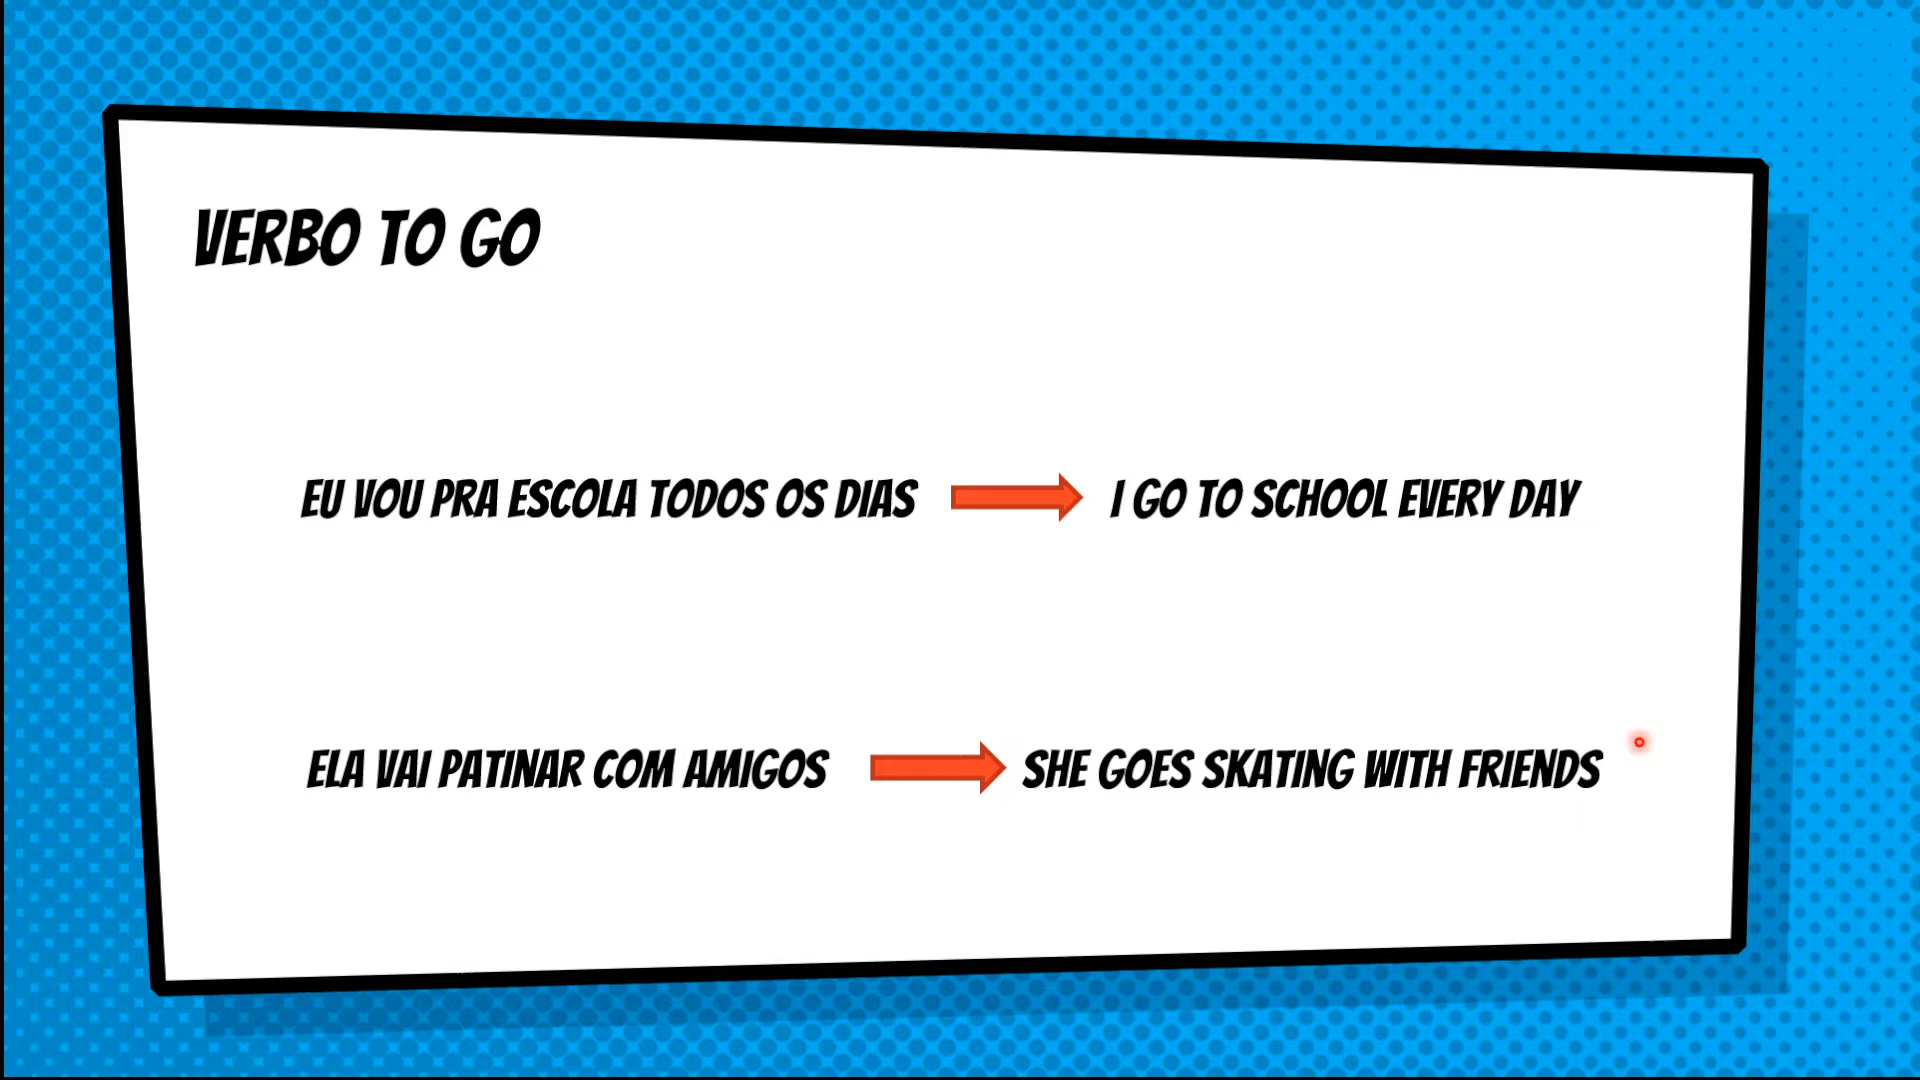 VERBO TO GO
EU VOU PRA ESCOLA TODOS OS DIAS I GO TO SCHOOL EVERY DAY
ELA VAI PATINAR COM AMIGOS SHE GOES SKATING WITH FRIENDS